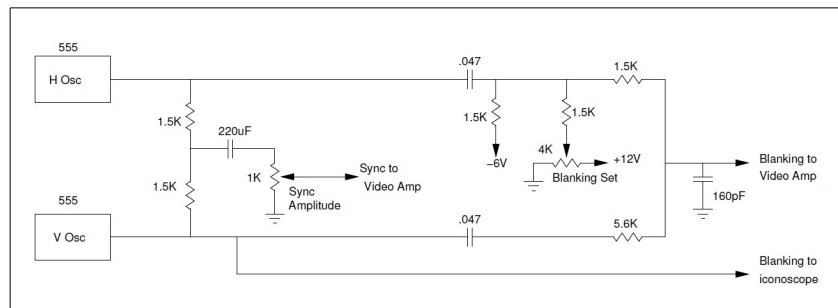 555
H Osc
.047
1.5K
1.5K
220uF
1.5K
1.5K
–6V
4K
+12V
Blanking Set
1K
Sync
Amplitude
Sync to
Video Amp
Blanking to
Video Amp
160pF
1.5K
555
V Osc
.047
5.6K
Blanking to
iconoscope